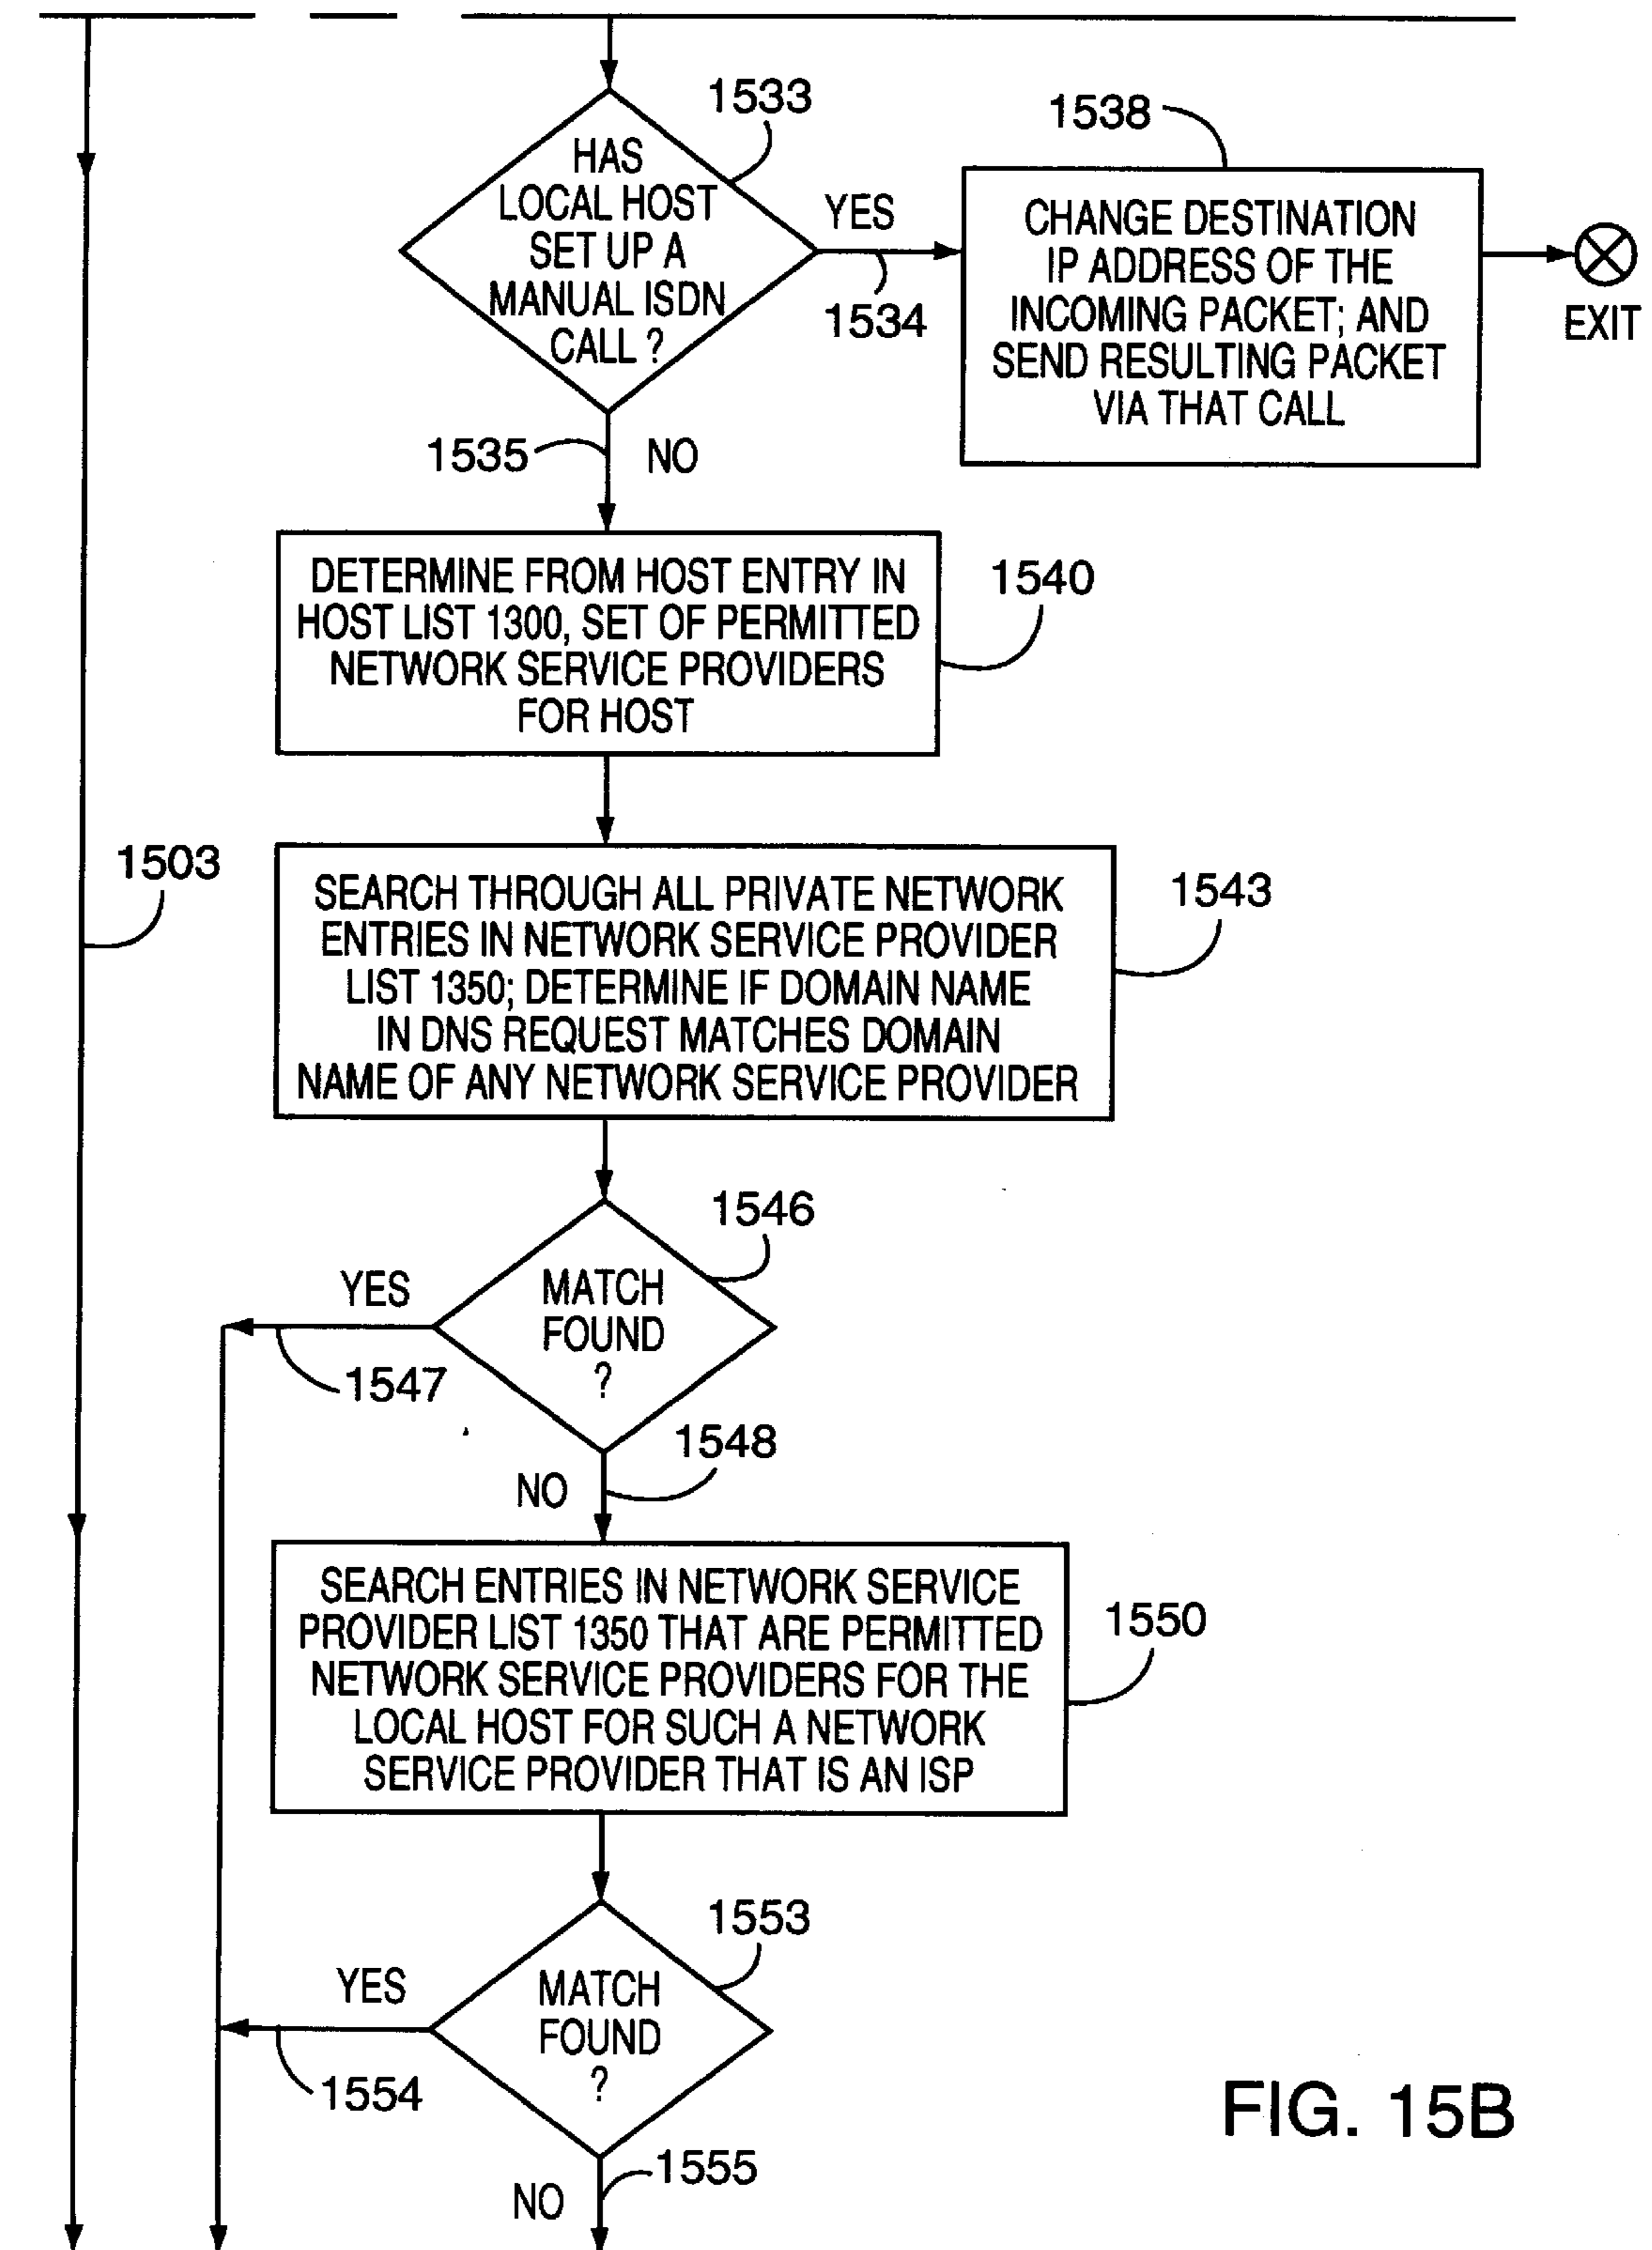 1533
HAS
LOCAL HOST
SET UP A
MANUAL ISDN
CALL ?
YES
1534
1538
CHANGE DESTINATION
IP ADDRESS OF THE
INCOMING PACKET; AND
SEND RESULTING PACKET
VIA THAT CALL
EXIT
1535
NO
DETERMINE FROM HOST ENTRY IN
HOST LIST 1300, SET OF PERMITTED
NETWORK SERVICE PROVIDERS
FOR HOST
1540
1503
SEARCH THROUGH ALL PRIVATE NETWORK
ENTRIES IN NETWORK SERVICE PROVIDER
LIST 1350; DETERMINE IF DOMAIN NAME
IN DNS REQUEST MATCHES DOMAIN
NAME OF ANY NETWORK SERVICE PROVIDER
1543
1546
MATCH
FOUND
?
YES
1547
1548
NO
SEARCH ENTRIES IN NETWORK SERVICE
PROVIDER LIST 1350 THAT ARE PERMITTED
NETWORK SERVICE PROVIDERS FOR THE
LOCAL HOST FOR SUCH A NETWORK
SERVICE PROVIDER THAT IS AN ISP
1550
1553
MATCH
FOUND
?
YES
1554
1555
NO
FIG. 15B